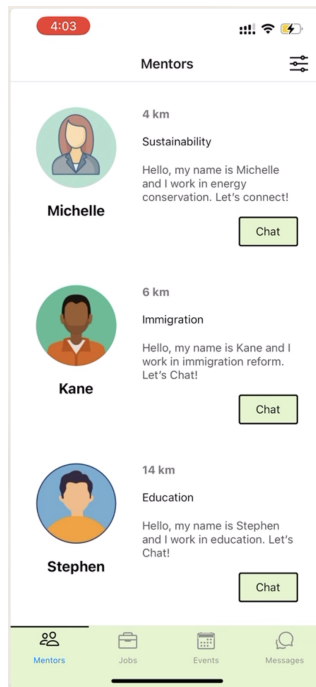 4:03
Mentors
4 km
Sustainability
Hello, my name is Michelle
and I work in energy
conservation. Let's connect!
Michelle
Chat
6 km
Immigration
Hello, my name is Kane and I
work in immigration reform.
Let's Chat!
Kane
Chat
14 km
Education
Hello, my name is Stephen
and I work in education. Let's
Chat!
Stephen
Chat
Mentors
Jobs
Events
Messages